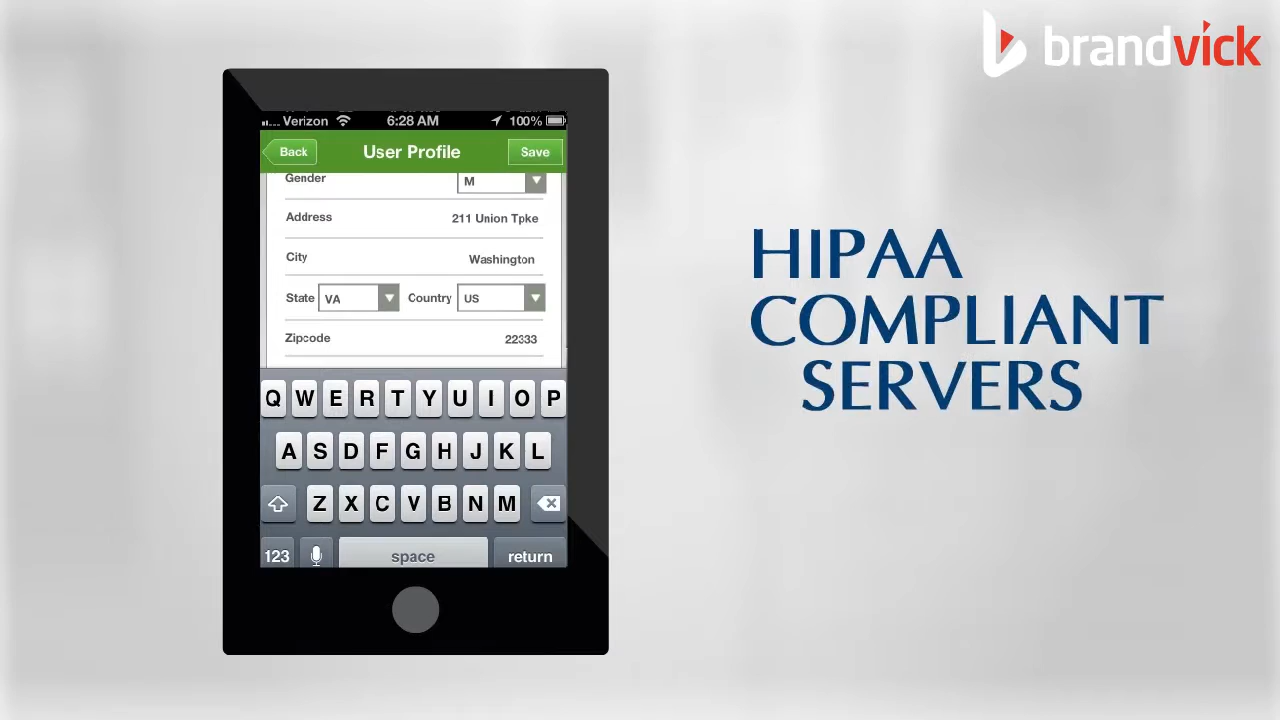 brandvick
Verizon 6:28 AM 100%
Back User Profile Save
Gender M
Address 211 Union Tpke
City Washington
State VA Country US
Zipcode 22333
Q W E R T Y U I O P
A S D F G H J K L
Z X C V B N M
123 space return
HIPAA
COMPLIANT
SERVERS